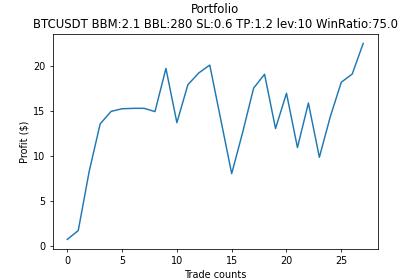 Portfolio
BTCUSDT BBM:2.1 BBL:280 SL:0.6 TP:1.2 lev:10 WinRatio:75.0
20
15
10
5
0
Profit ($)
0 5 10 15 20 25
Trade counts